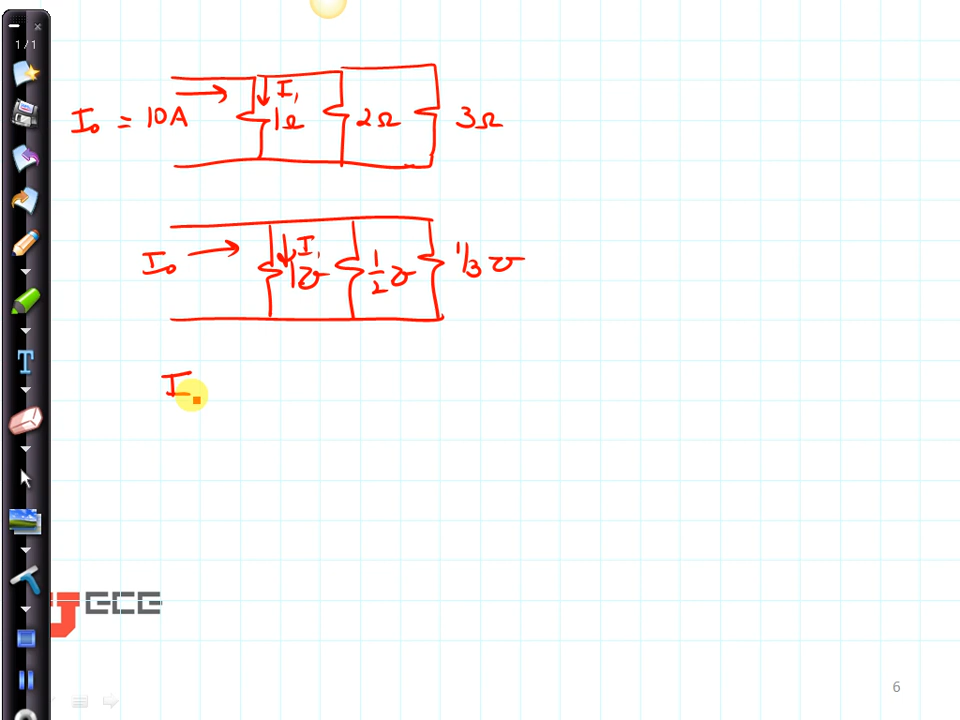 1/1
I₀ = 10A I₁ 1Ω 2Ω 3Ω
I₀ I₁ 1℧ 1/2 ℧ 1/3 ℧
I
ECE
6